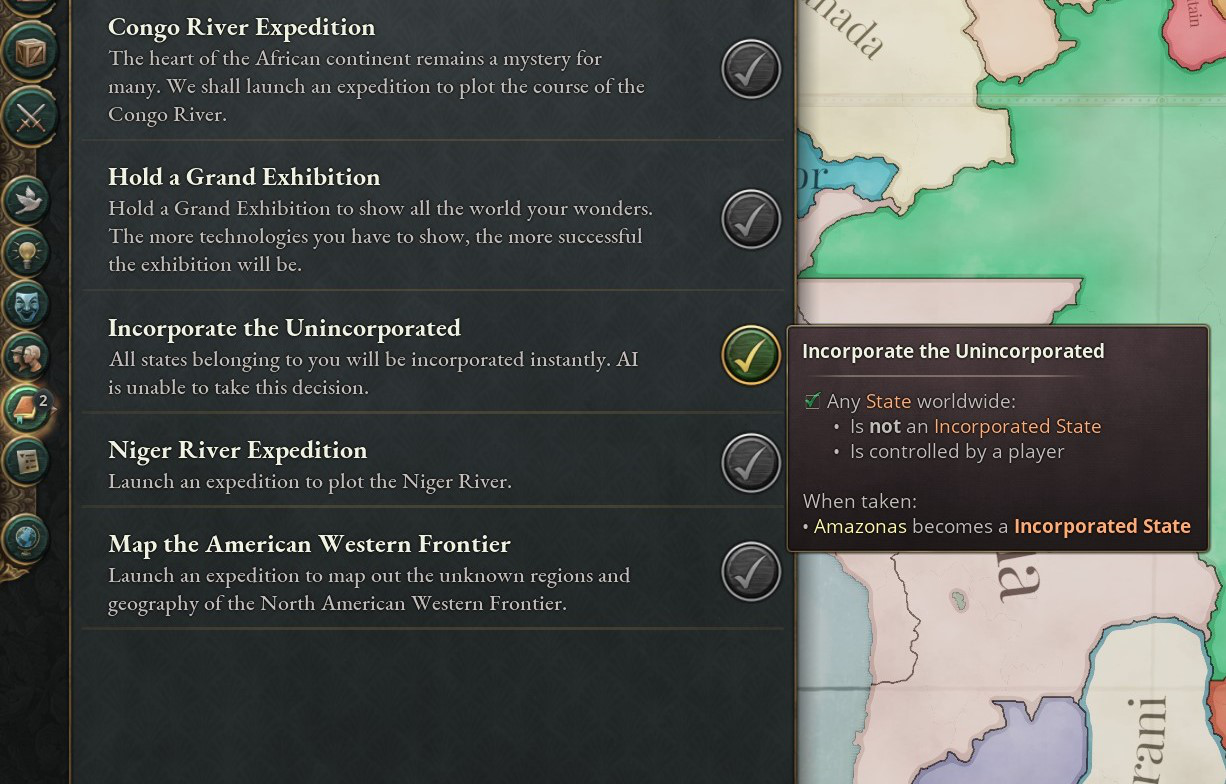 Congo River Expedition
The heart of the African continent remains a mystery for
many. We shall launch an expedition to plot the course of the
Congo River.
Hold a Grand Exhibition
Hold a Grand Exhibition to show all the world your wonders.
The more technologies you have to show, the more successful
the exhibition will be.
Incorporate the Unincorporated
All states belonging to you will be incorporated instantly. AI
is unable to take this decision.
2
Niger River Expedition
Launch an expedition to plot the Niger River.
Map the American Western Frontier
Launch an expedition to map out the unknown regions and
geography of the North American Western Frontier.
Incorporate the Unincorporated
Any State worldwide:
• Is not an Incorporated State
• Is controlled by a player
When taken:
• Amazonas becomes a Incorporated State
nada
tain
or
a
rani